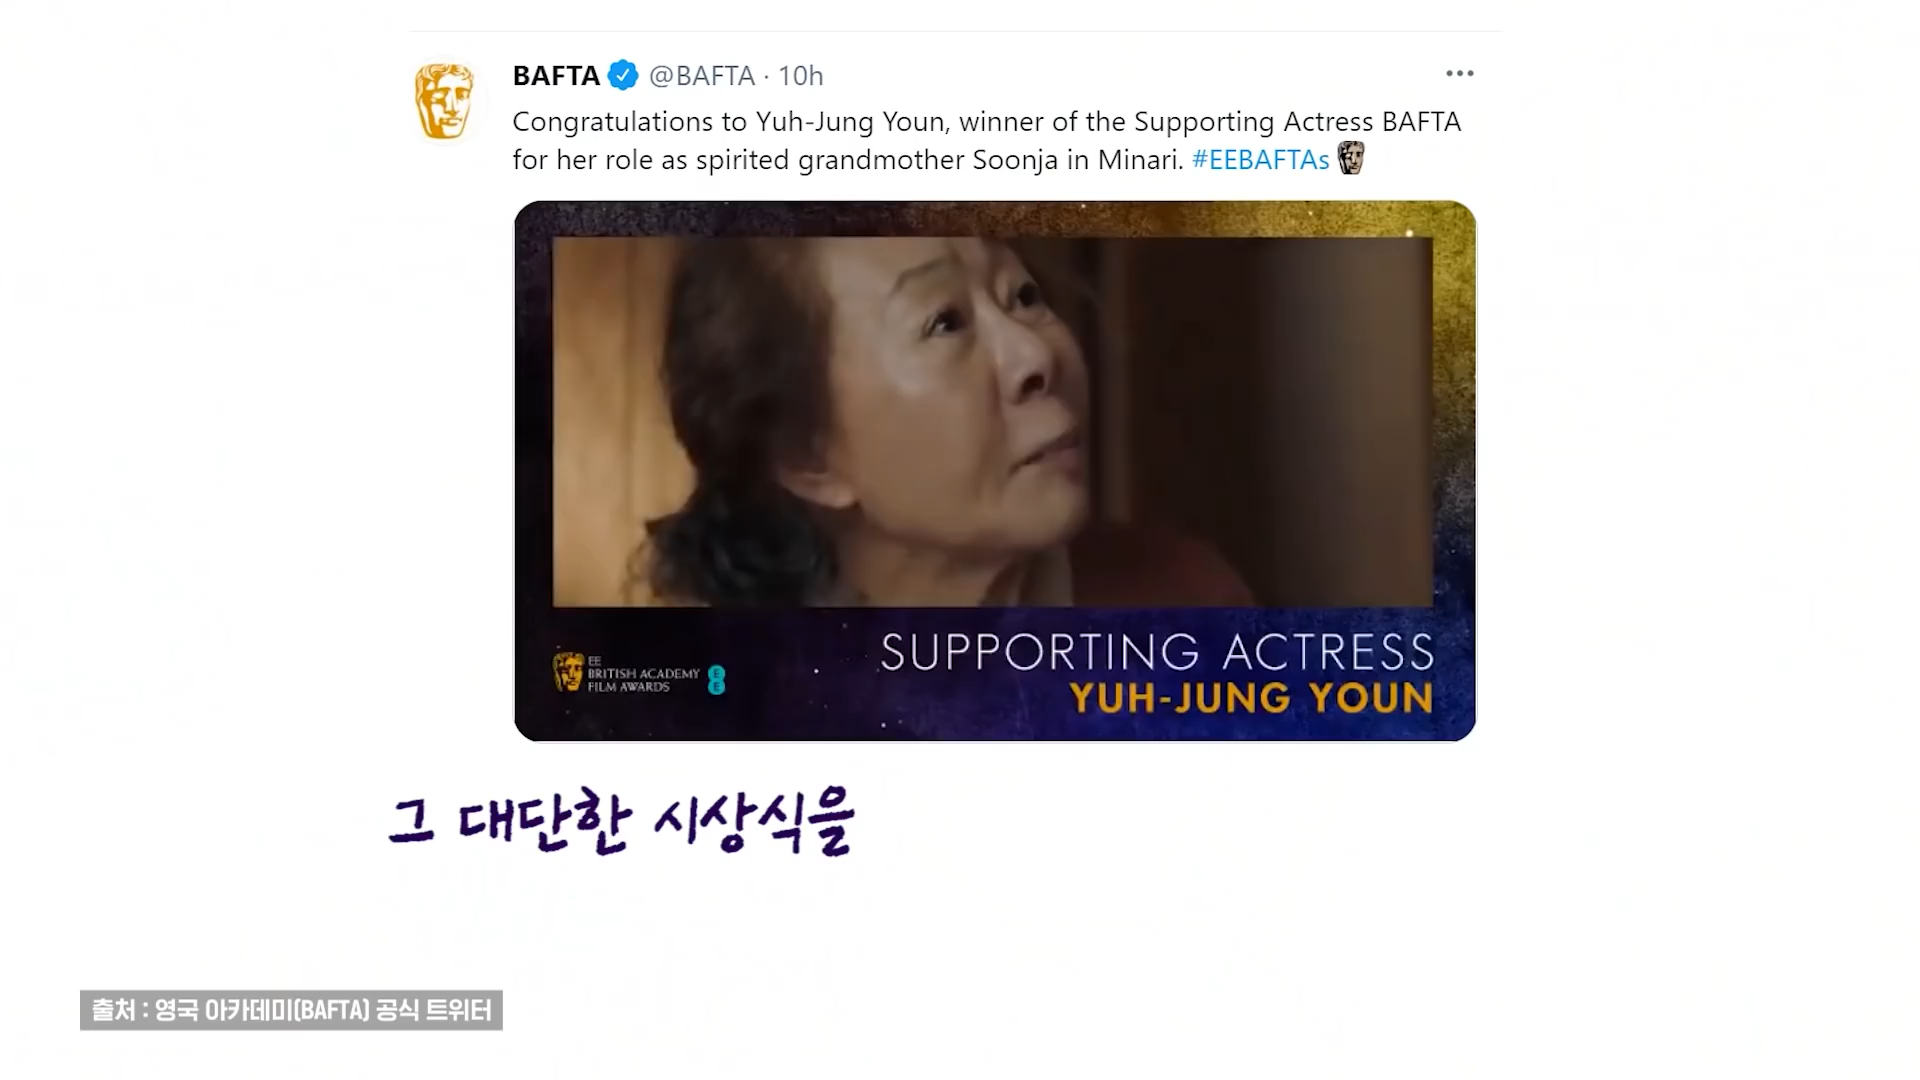 BAFTA @BAFTA · 10h
Congratulations to Yuh-Jung Youn, winner of the Supporting Actress BAFTA
for her role as spirited grandmother Soonja in Minari. #EEBAFTAs
SUPPORTING ACTRESS
YUH-JUNG YOUN
EE
BRITISH ACADEMY
FILM AWARDS
E
E
그 대단한 시상식을
출처 : 영국 아카데미(BAFTA) 공식 트위터